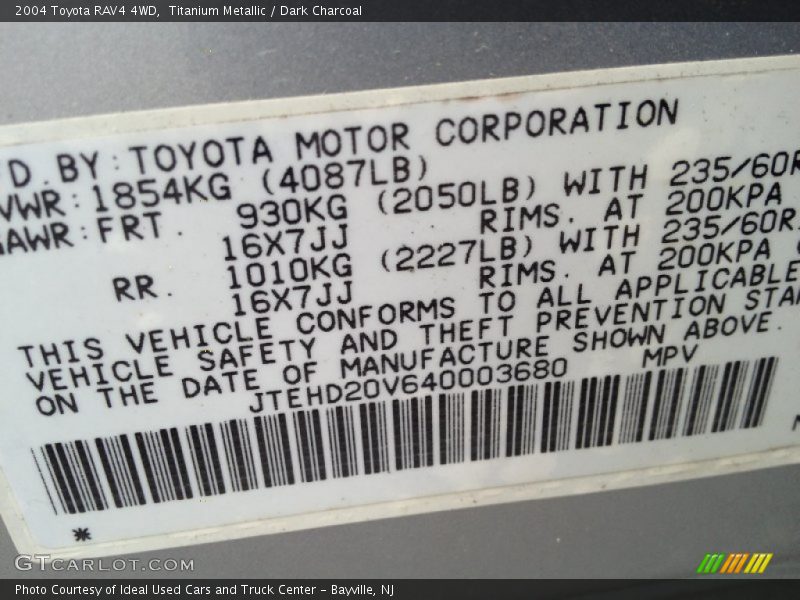 2004 Toyota RAV4 4WD,  Titanium Metallic / Dark Charcoal
D. BY: TOYOTA MOTOR CORPORATION
VWR: 1854KG (4087LB)
AWR: FRT. 930KG (2050LB) WITH 235/60R
16X7JJ RIMS. AT 200KPA
RR. 1010KG (2227LB) WITH 235/60R
16X7JJ RIMS. AT 200KPA
THIS VEHICLE CONFORMS TO ALL APPLICABLE
VEHICLE SAFETY AND THEFT PREVENTION STA
ON THE DATE OF MANUFACTURE SHOWN ABOVE.
JTEHD20V640003680 MPV
*
GTCARLOT.COM
Photo Courtesy of Ideal Used Cars and Truck Center – Bayville, NJ